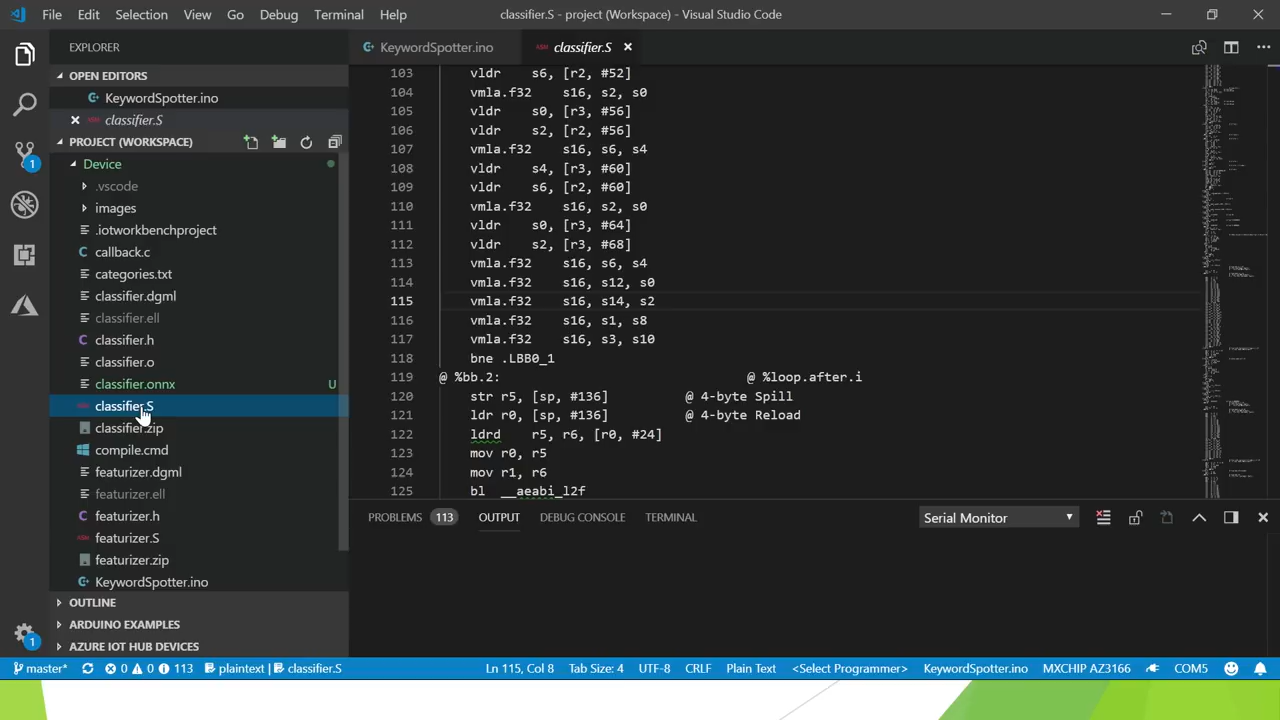 File Edit Selection View Go Debug Terminal Help classifier.S - project (Workspace) - Visual Studio Code
EXPLORER
OPEN EDITORS
KeywordSpotter.ino
classifier.S
PROJECT (WORKSPACE)
Device
.vscode
images
.iotworkbenchproject
callback.c
categories.txt
classifier.dgml
classifier.ell
classifier.h
classifier.o
classifier.onnx U
classifier.S
classifier.zip
compile.cmd
featurizer.dgml
featurizer.ell
featurizer.h
featurizer.S
featurizer.zip
KeywordSpotter.ino
OUTLINE
ARDUINO EXAMPLES
AZURE IOT HUB DEVICES
1
1
KeywordSpotter.ino classifier.S
103 vldr s6, [r2, #52]
104 vmla.f32 s16, s2, s0
105 vldr s0, [r3, #56]
106 vldr s2, [r2, #56]
107 vmla.f32 s16, s6, s4
108 vldr s4, [r3, #60]
109 vldr s6, [r2, #60]
110 vmla.f32 s16, s2, s0
111 vldr s0, [r3, #64]
112 vldr s2, [r3, #68]
113 vmla.f32 s16, s6, s4
114 vmla.f32 s16, s12, s0
115 vmla.f32 s16, s14, s2
116 vmla.f32 s16, s1, s8
117 vmla.f32 s16, s3, s10
118 bne .LBB0_1
119 @ %bb.2: @ %loop.after.i
120 str r5, [sp, #136] @ 4-byte Spill
121 ldr r0, [sp, #136] @ 4-byte Reload
122 ldrd r5, r6, [r0, #24]
123 mov r0, r5
124 mov r1, r6
125 bl __aeabi_l2f
PROBLEMS 113 OUTPUT DEBUG CONSOLE TERMINAL Serial Monitor
master* 0 0 113 plaintext | classifier.S Ln 115, Col 8 Tab Size: 4 UTF-8 CRLF Plain Text <Select Programmer> KeywordSpotter.ino MXCHIP AZ3166 COM5